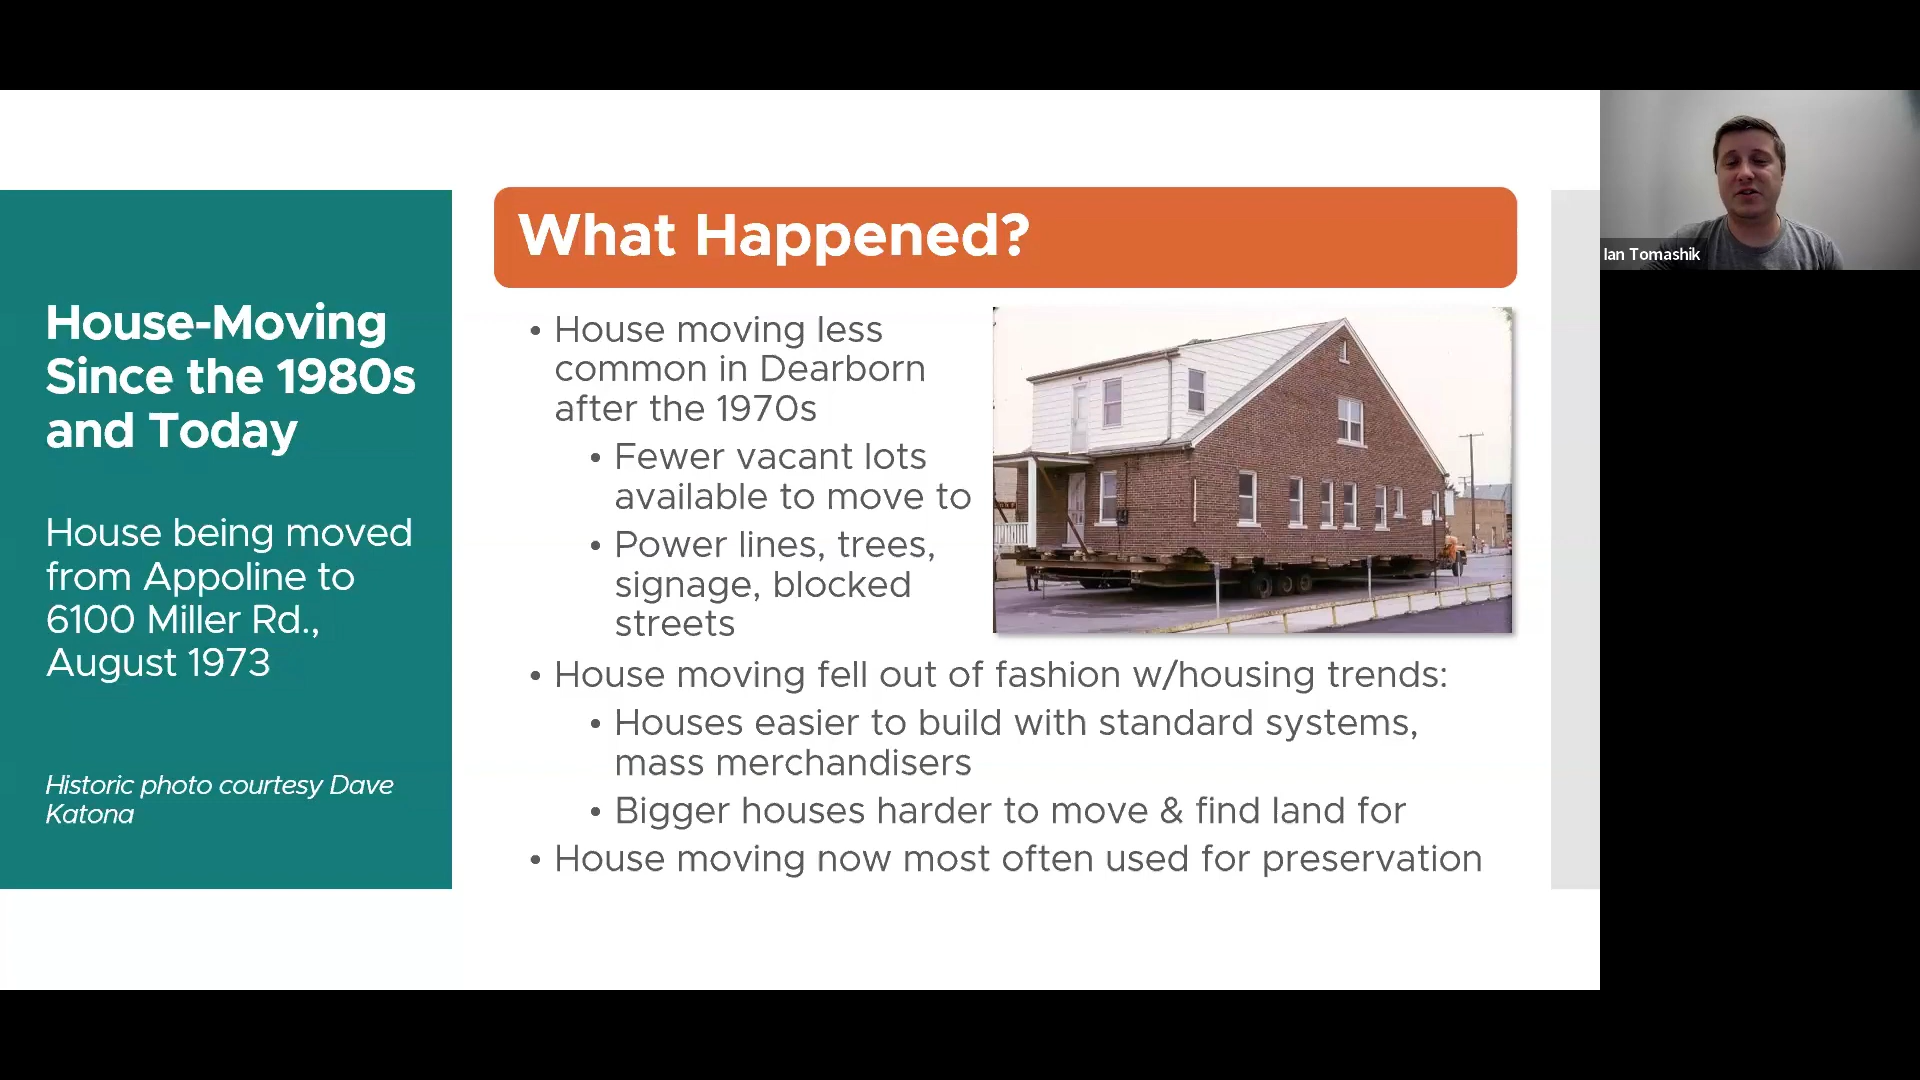 House-Moving
Since the 1980s
and Today
House being moved
from Appoline to
6100 Miller Rd.,
August 1973
Historic photo courtesy Dave
Katona
What Happened?
• House moving less
common in Dearborn
after the 1970s
• Fewer vacant lots
available to move to
• Power lines, trees,
signage, blocked
streets
• House moving fell out of fashion w/housing trends:
• Houses easier to build with standard systems,
mass merchandisers
• Bigger houses harder to move & find land for
• House moving now most often used for preservation
Ian Tomashik